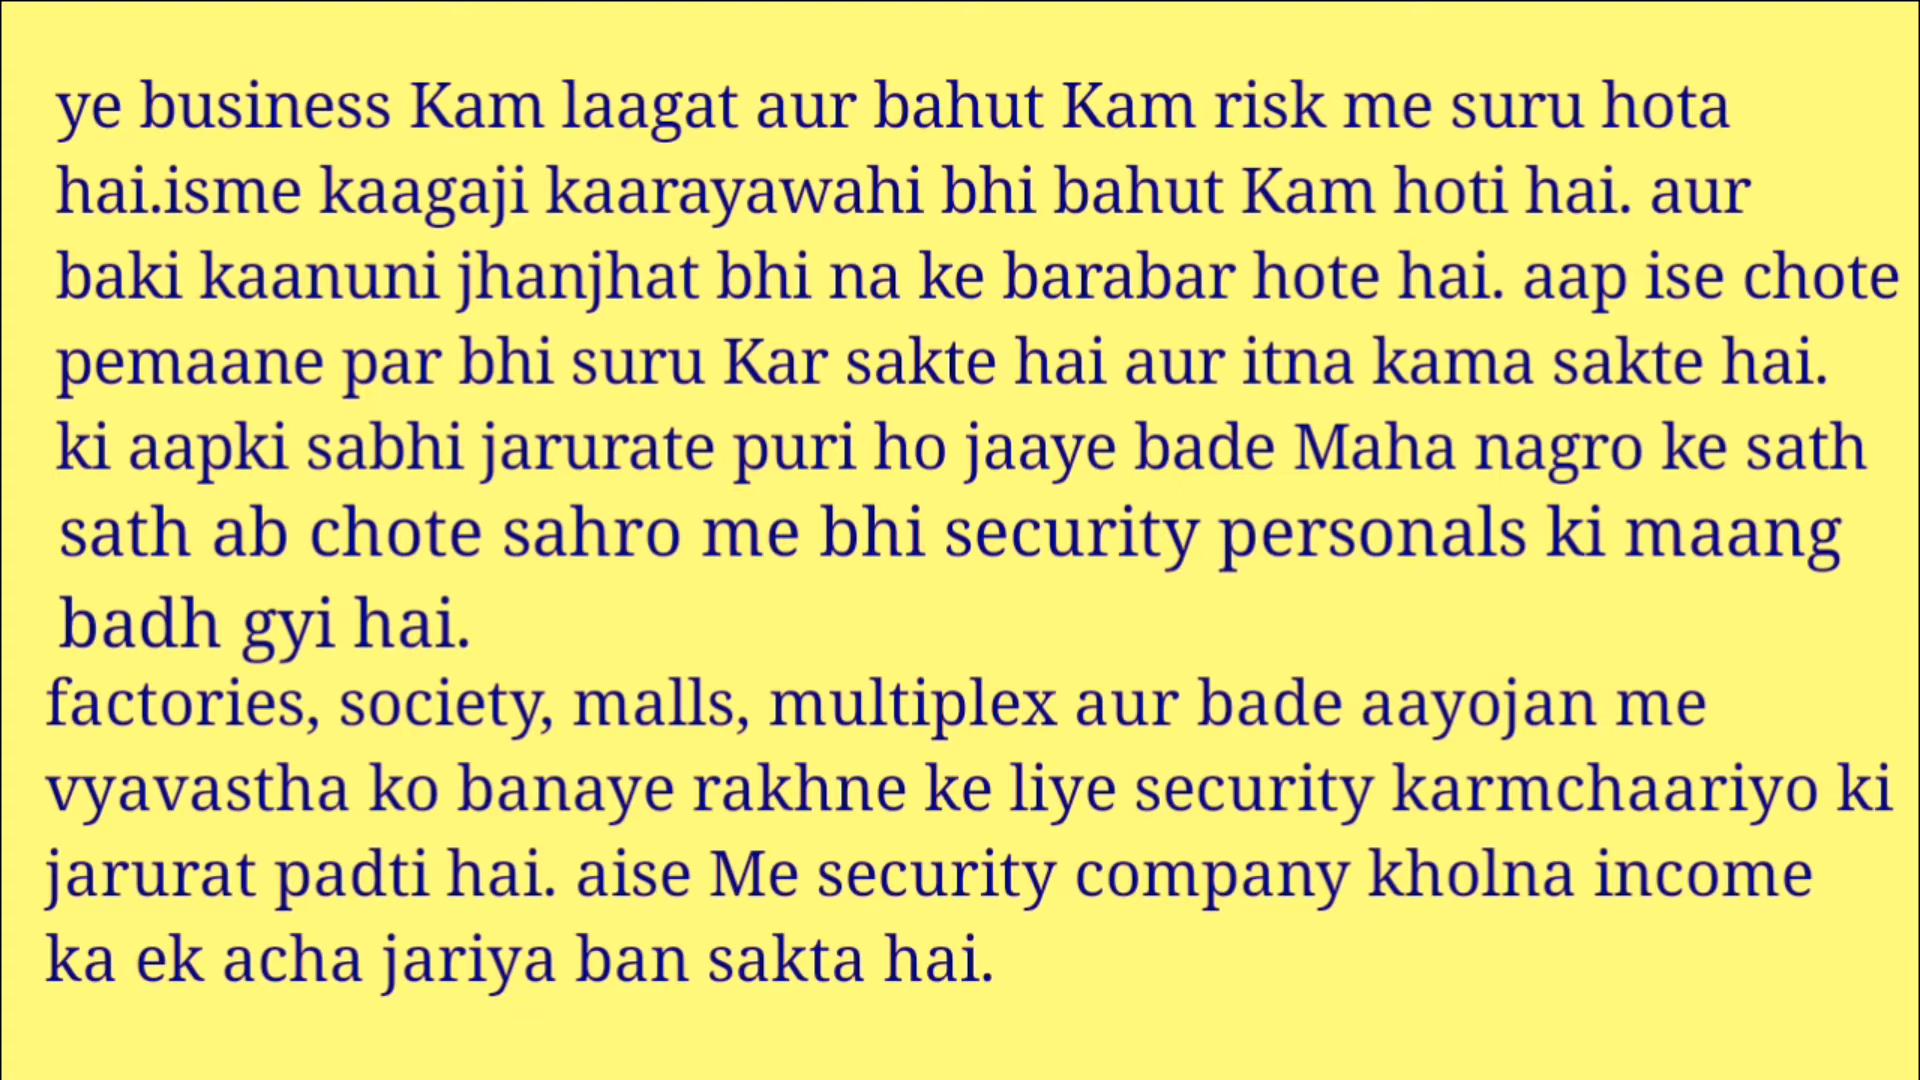 ye business Kam laagat aur bahut Kam risk me suru hota
hai.isme kaagaji kaarayawahi bhi bahut Kam hoti hai. aur
baki kaanuni jhanjhat bhi na ke barabar hote hai. aap ise chote
pemaane par bhi suru Kar sakte hai aur itna kama sakte hai.
ki aapki sabhi jarurate puri ho jaaye bade Maha nagro ke sath
sath ab chote sahro me bhi security personals ki maang
badh gyi hai.
factories, society, malls, multiplex aur bade aayojan me
vyavastha ko banaye rakhne ke liye security karmchaariyo ki
jarurat padti hai. aise Me security company kholna income
ka ek acha jariya ban sakta hai.